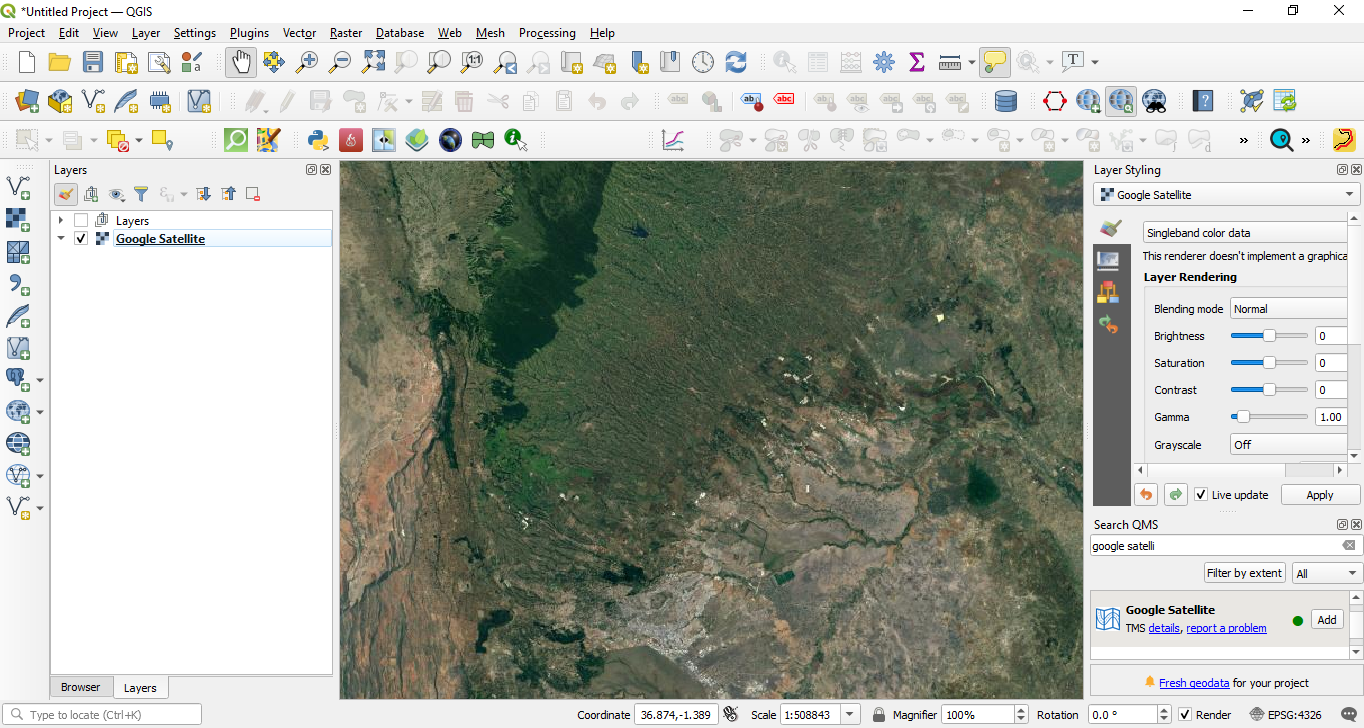 *Untitled Project — QGIS
Project Edit View Layer Settings Plugins Vector Raster Database Web Mesh Processing Help
Layers
Layers
Google Satellite
Browser
Layers
Layer Styling
Google Satellite
Singleband color data
This renderer doesn't implement a graphica
Layer Rendering
Blending mode Normal
Brightness 0
Saturation 0
Contrast 0
Gamma 1.00
Grayscale Off
Live update Apply
Search QMS
google satelli
Filter by extent All
Google Satellite
TMS details, report a problem
Add
Fresh geodata for your project
Type to locate (Ctrl+K) Coordinate 36.874,-1.389 Scale 1:508843 Magnifier 100% Rotation 0.0 ° Render EPSG:4326